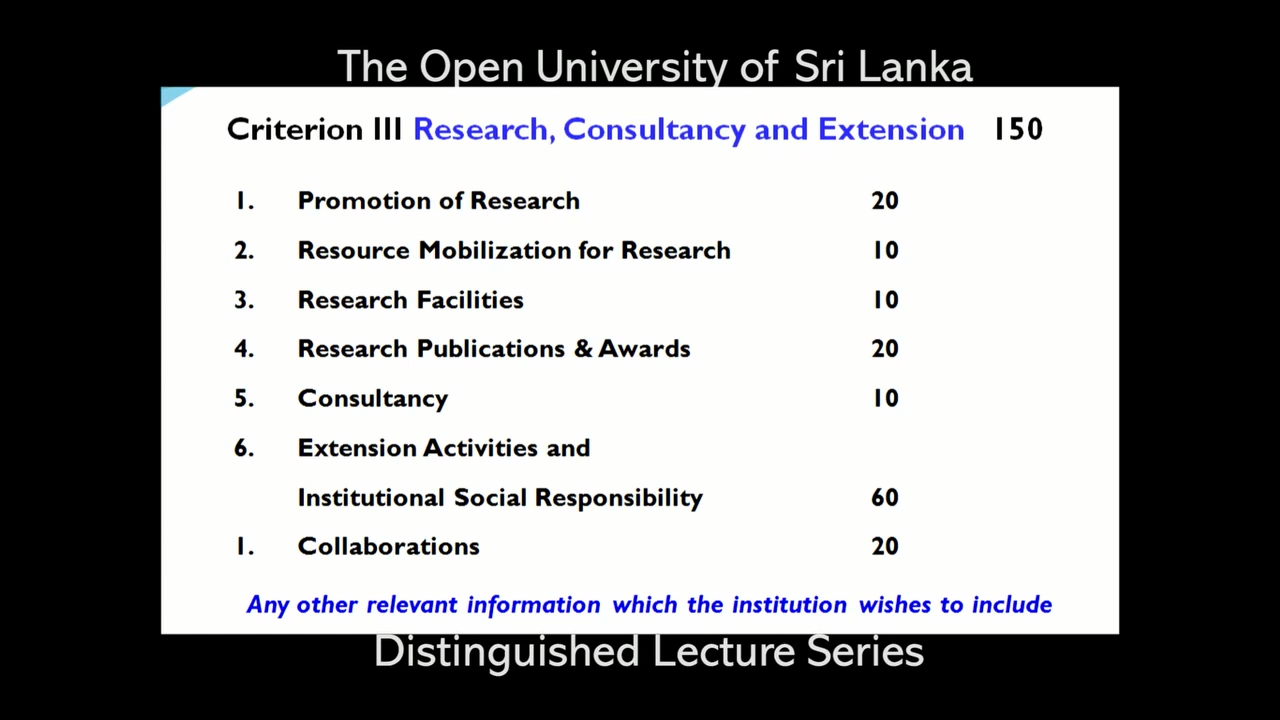 The Open University of Sri Lanka
Criterion III Research, Consultancy and Extension 150
1. Promotion of Research 20
2. Resource Mobilization for Research 10
3. Research Facilities 10
4. Research Publications & Awards 20
5. Consultancy 10
6. Extension Activities and
Institutional Social Responsibility 60
1. Collaborations 20
Any other relevant information which the institution wishes to include
Distinguished Lecture Series